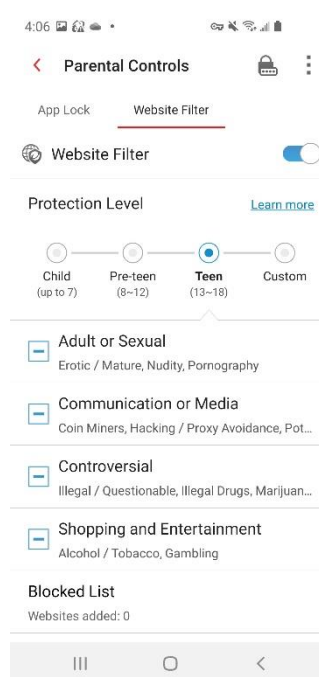 4:06
Parental Controls
App Lock Website Filter
Website Filter
Protection Level Learn more
Child Pre-teen Teen Custom
(up to 7) (8~12) (13~18)
Adult or Sexual
Erotic / Mature, Nudity, Pornography
Communication or Media
Coin Miners, Hacking / Proxy Avoidance, Pot...
Controversial
Illegal / Questionable, Illegal Drugs, Marijuan...
Shopping and Entertainment
Alcohol / Tobacco, Gambling
Blocked List
Websites added: 0